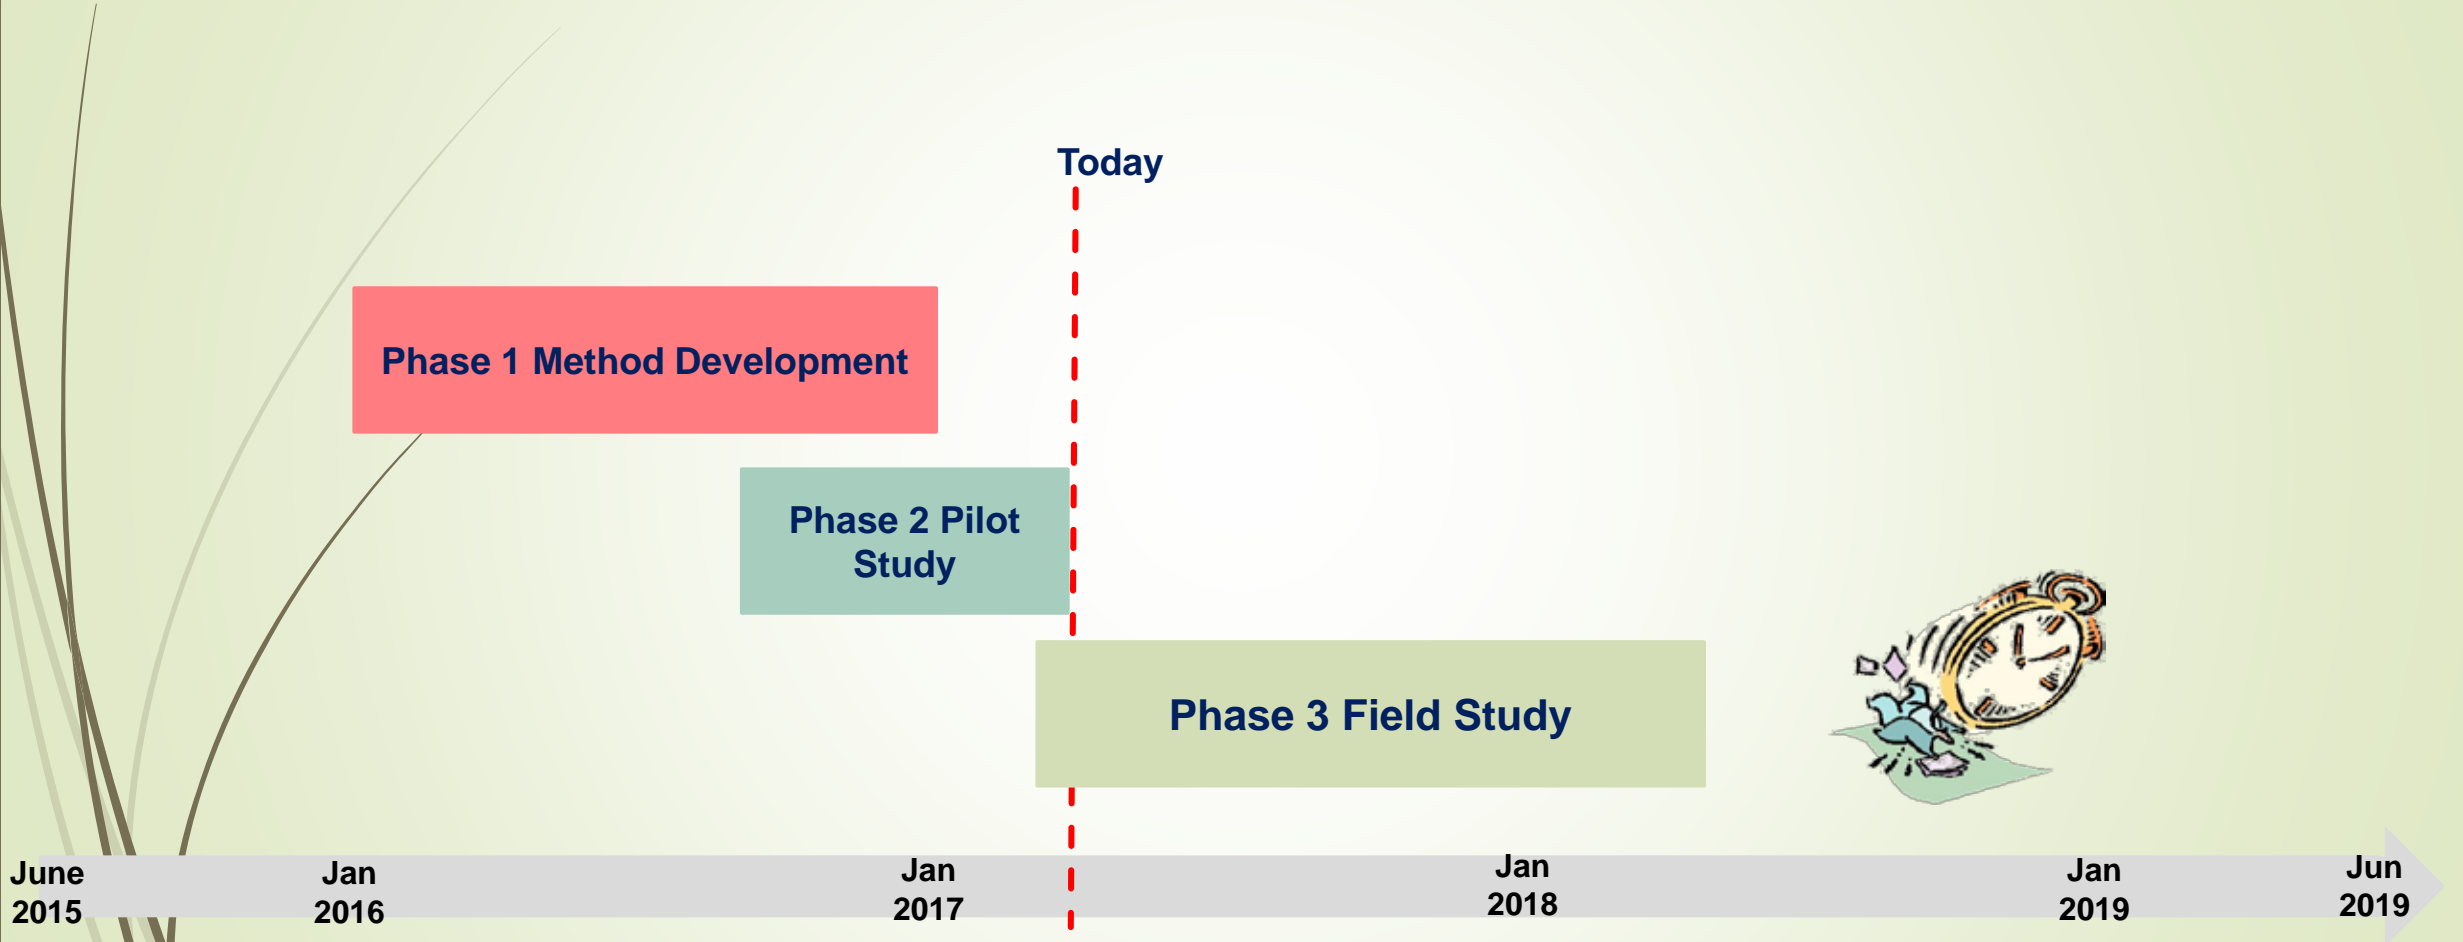 Today
Phase 1 Method Development
Phase 2 Pilot
Study
Phase 3 Field Study
June
2015
Jan
2016
Jan
2017
Jan
2018
Jan
2019
Jun
2019